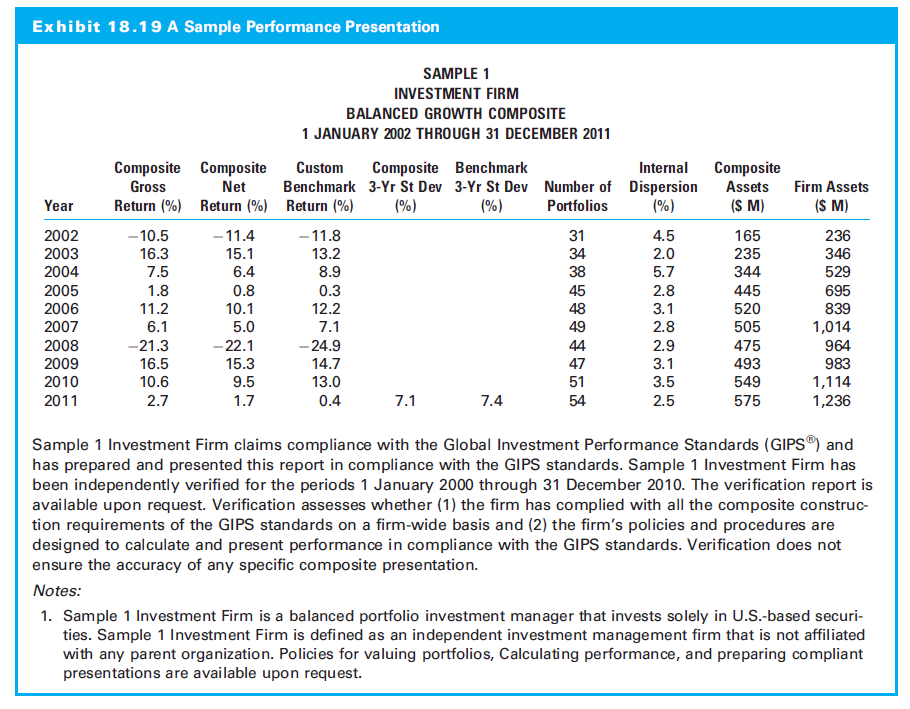 Exhibit 18.19 A Sample Performance Presentation
SAMPLE 1
INVESTMENT FIRM
BALANCED GROWTH COMPOSITE
1 JANUARY 2002 THROUGH 31 DECEMBER 2011
Composite Composite Custom Composite Benchmark Internal Composite
Gross Net Benchmark 3-Yr St Dev 3-Yr St Dev Number of Dispersion Assets Firm Assets
Year Return (%) Return (%) Return (%) (%) (%) Portfolios (%) ($ M) ($ M)
2002 −10.5 −11.4 −11.8 31 4.5 165 236
2003 16.3 15.1 13.2 34 2.0 235 346
2004 7.5 6.4 8.9 38 5.7 344 529
2005 1.8 0.8 0.3 45 2.8 445 695
2006 11.2 10.1 12.2 48 3.1 520 839
2007 6.1 5.0 7.1 49 2.8 505 1,014
2008 −21.3 −22.1 −24.9 44 2.9 475 964
2009 16.5 15.3 14.7 47 3.1 493 983
2010 10.6 9.5 13.0 51 3.5 549 1,114
2011 2.7 1.7 0.4 7.1 7.4 54 2.5 575 1,236
Sample 1 Investment Firm claims compliance with the Global Investment Performance Standards (GIPS®) and
has prepared and presented this report in compliance with the GIPS standards. Sample 1 Investment Firm has
been independently verified for the periods 1 January 2000 through 31 December 2010. The verification report is
available upon request. Verification assesses whether (1) the firm has complied with all the composite construc-
tion requirements of the GIPS standards on a firm-wide basis and (2) the firm's policies and procedures are
designed to calculate and present performance in compliance with the GIPS standards. Verification does not
ensure the accuracy of any specific composite presentation.
Notes:
1. Sample 1 Investment Firm is a balanced portfolio investment manager that invests solely in U.S.-based securi-
ties. Sample 1 Investment Firm is defined as an independent investment management firm that is not affiliated
with any parent organization. Policies for valuing portfolios, Calculating performance, and preparing compliant
presentations are available upon request.